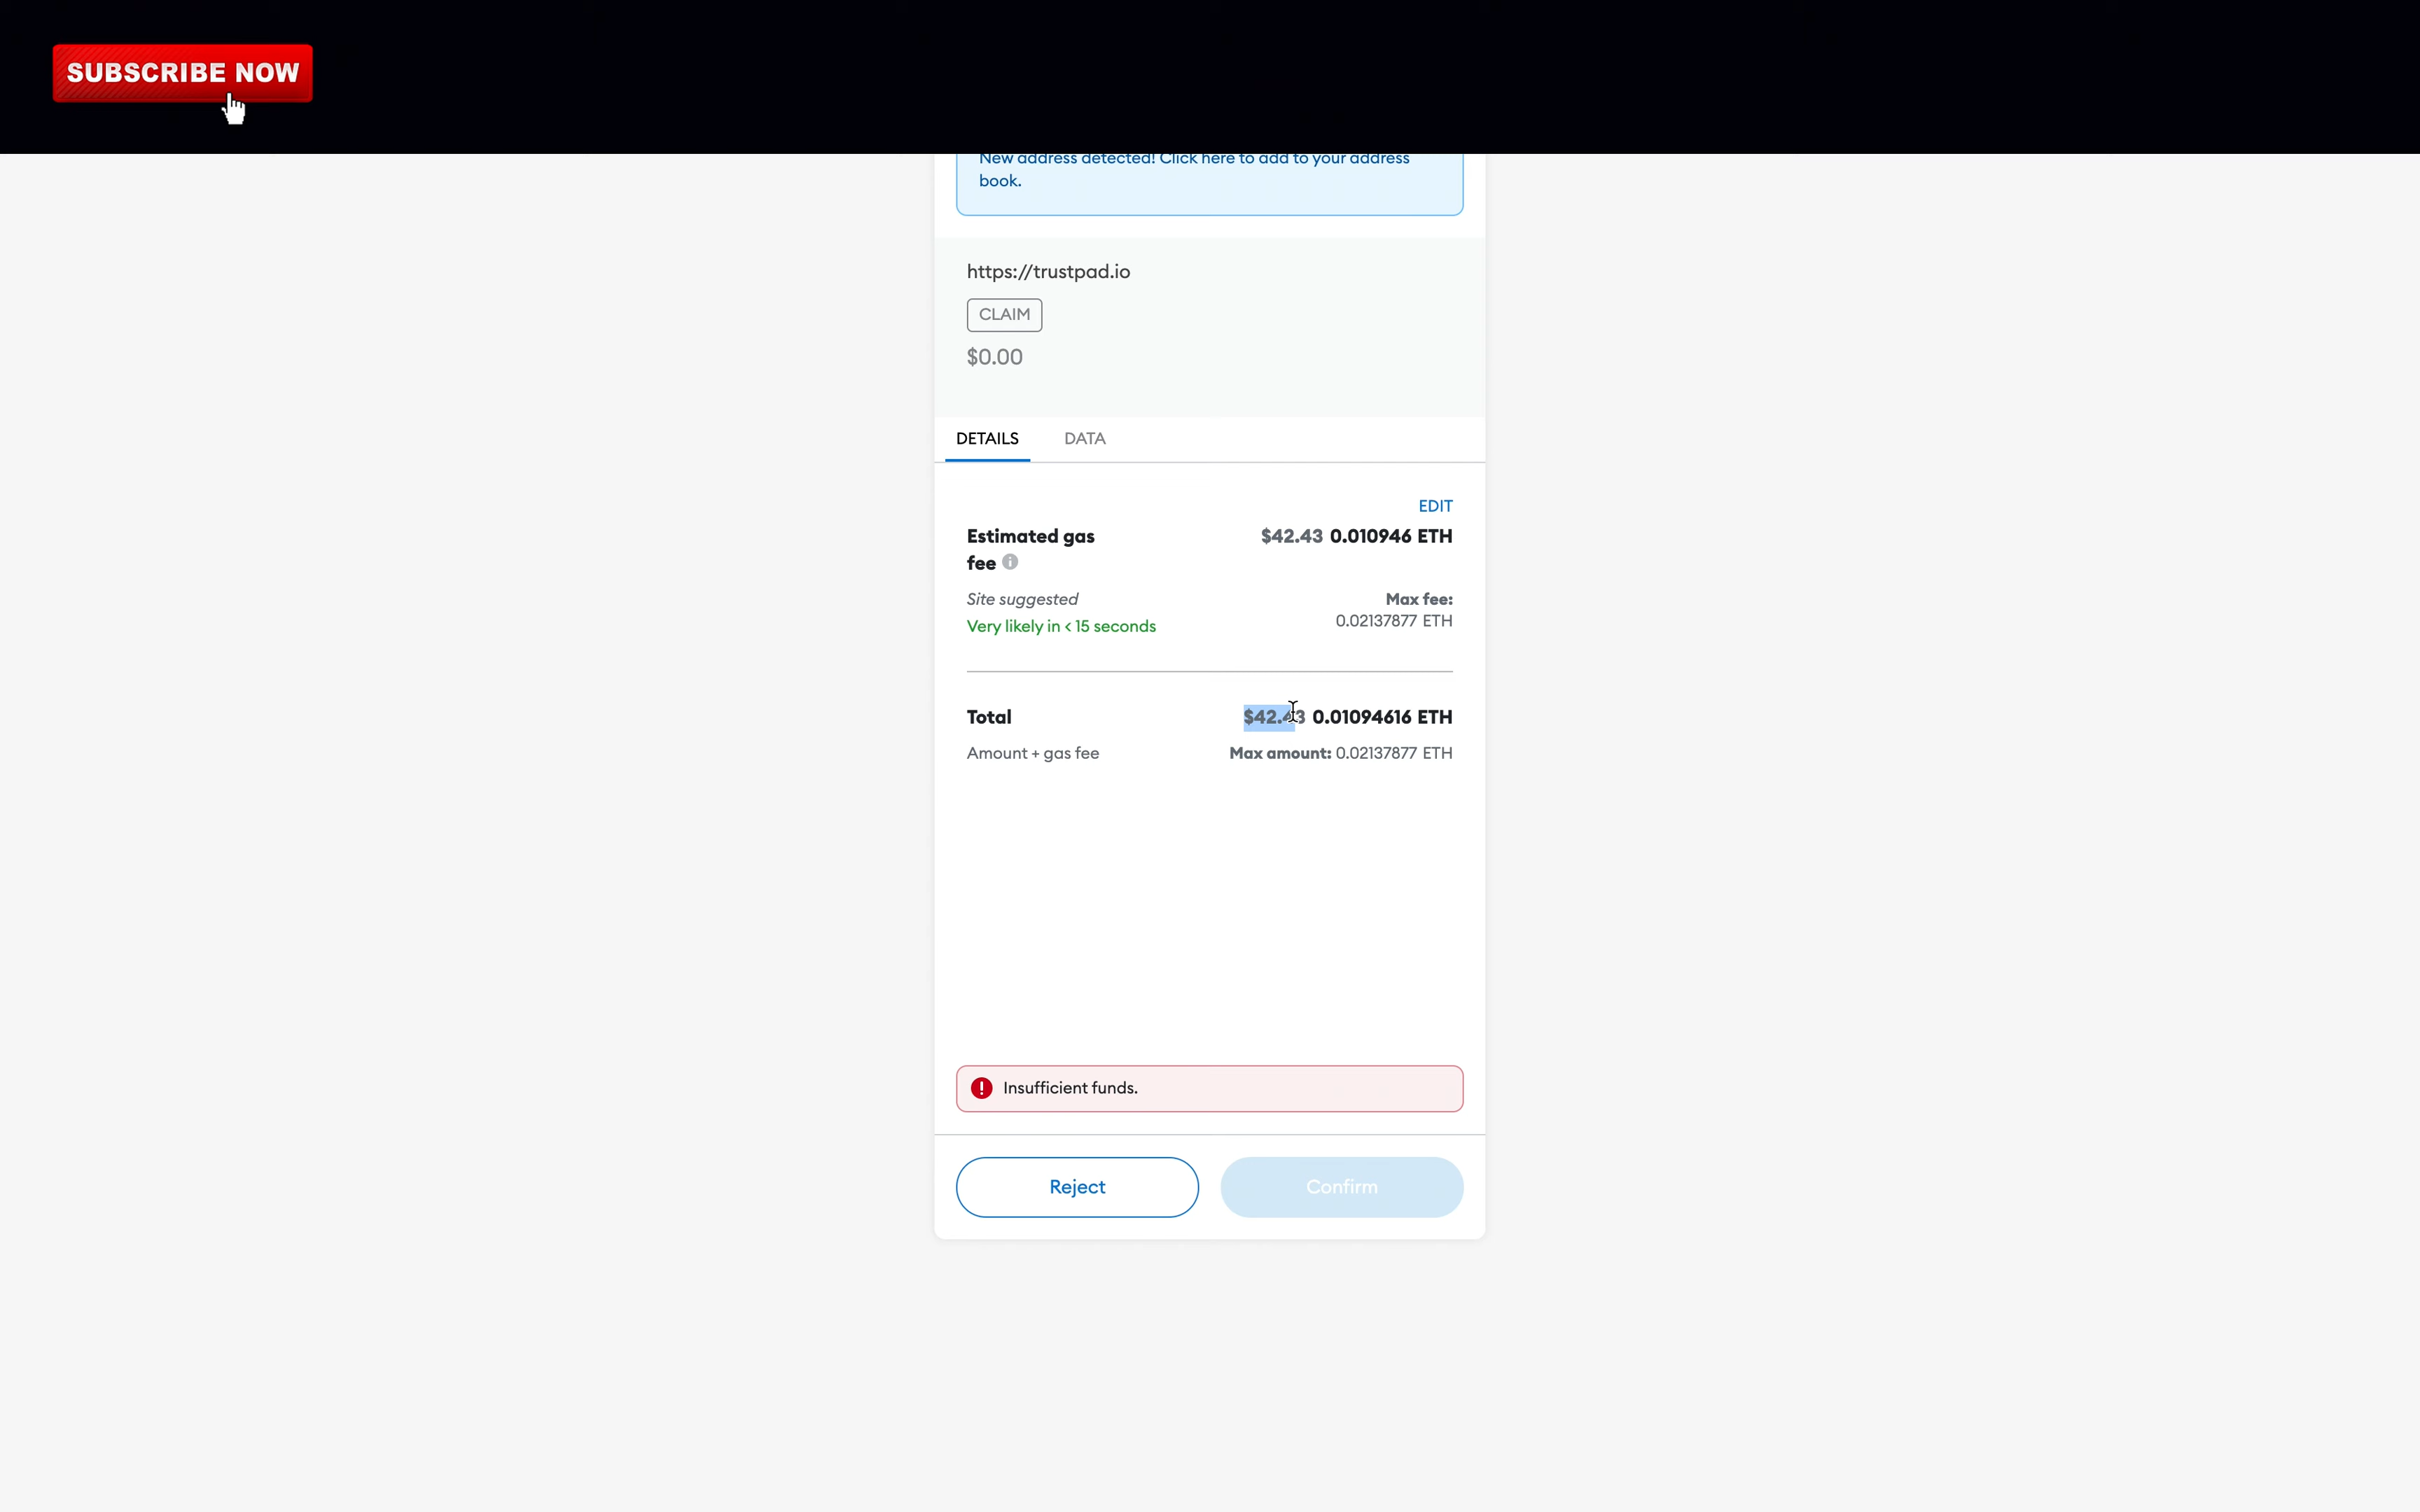 SUBSCRIBE NOW
New address detected! Click here to add to your address
book.
https://trustpad.io
CLAIM
$0.00
DETAILS DATA
EDIT
Estimated gas $42.43 0.010946 ETH
fee
Site suggested Max fee:
Very likely in < 15 seconds 0.02137877 ETH
Total $42.43 0.01094616 ETH
Amount + gas fee Max amount: 0.02137877 ETH
Insufficient funds.
Reject Confirm